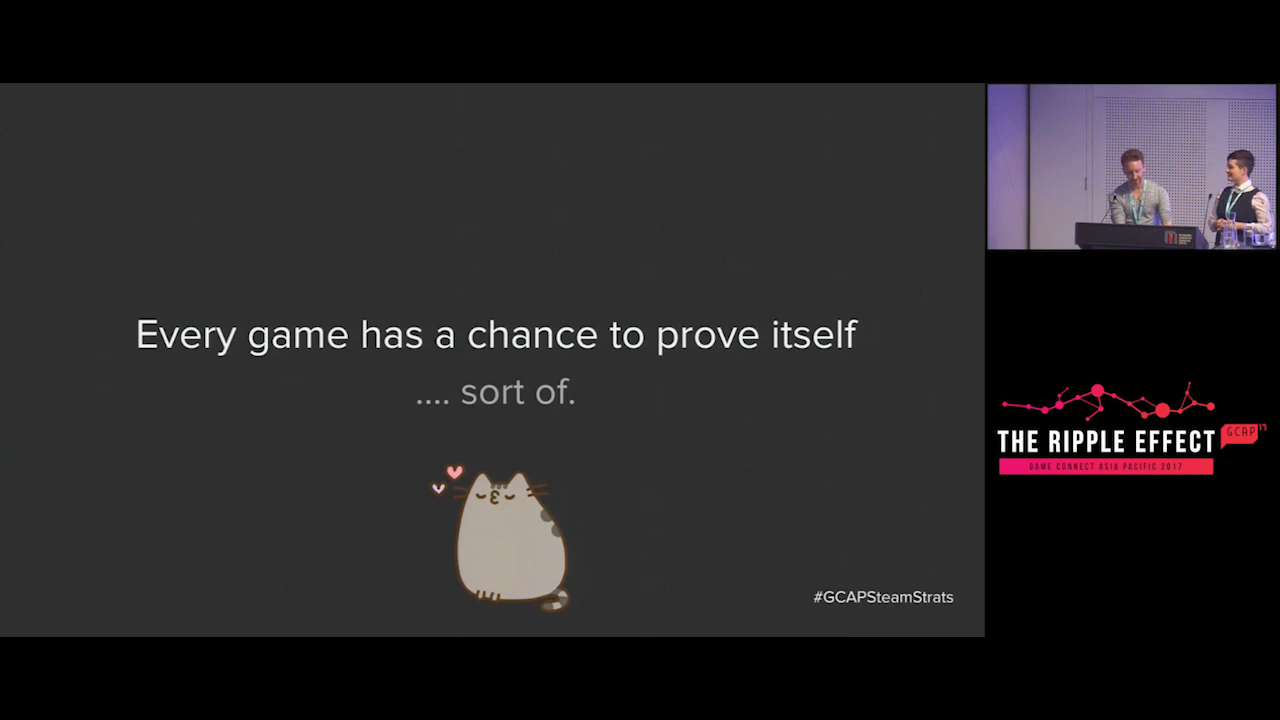 Every game has a chance to prove itself
.... sort of.
#GCAPSteamStrats
THE RIPPLE EFFECT
GCAP 17
GAME CONNECT ASIA PACIFIC 2017